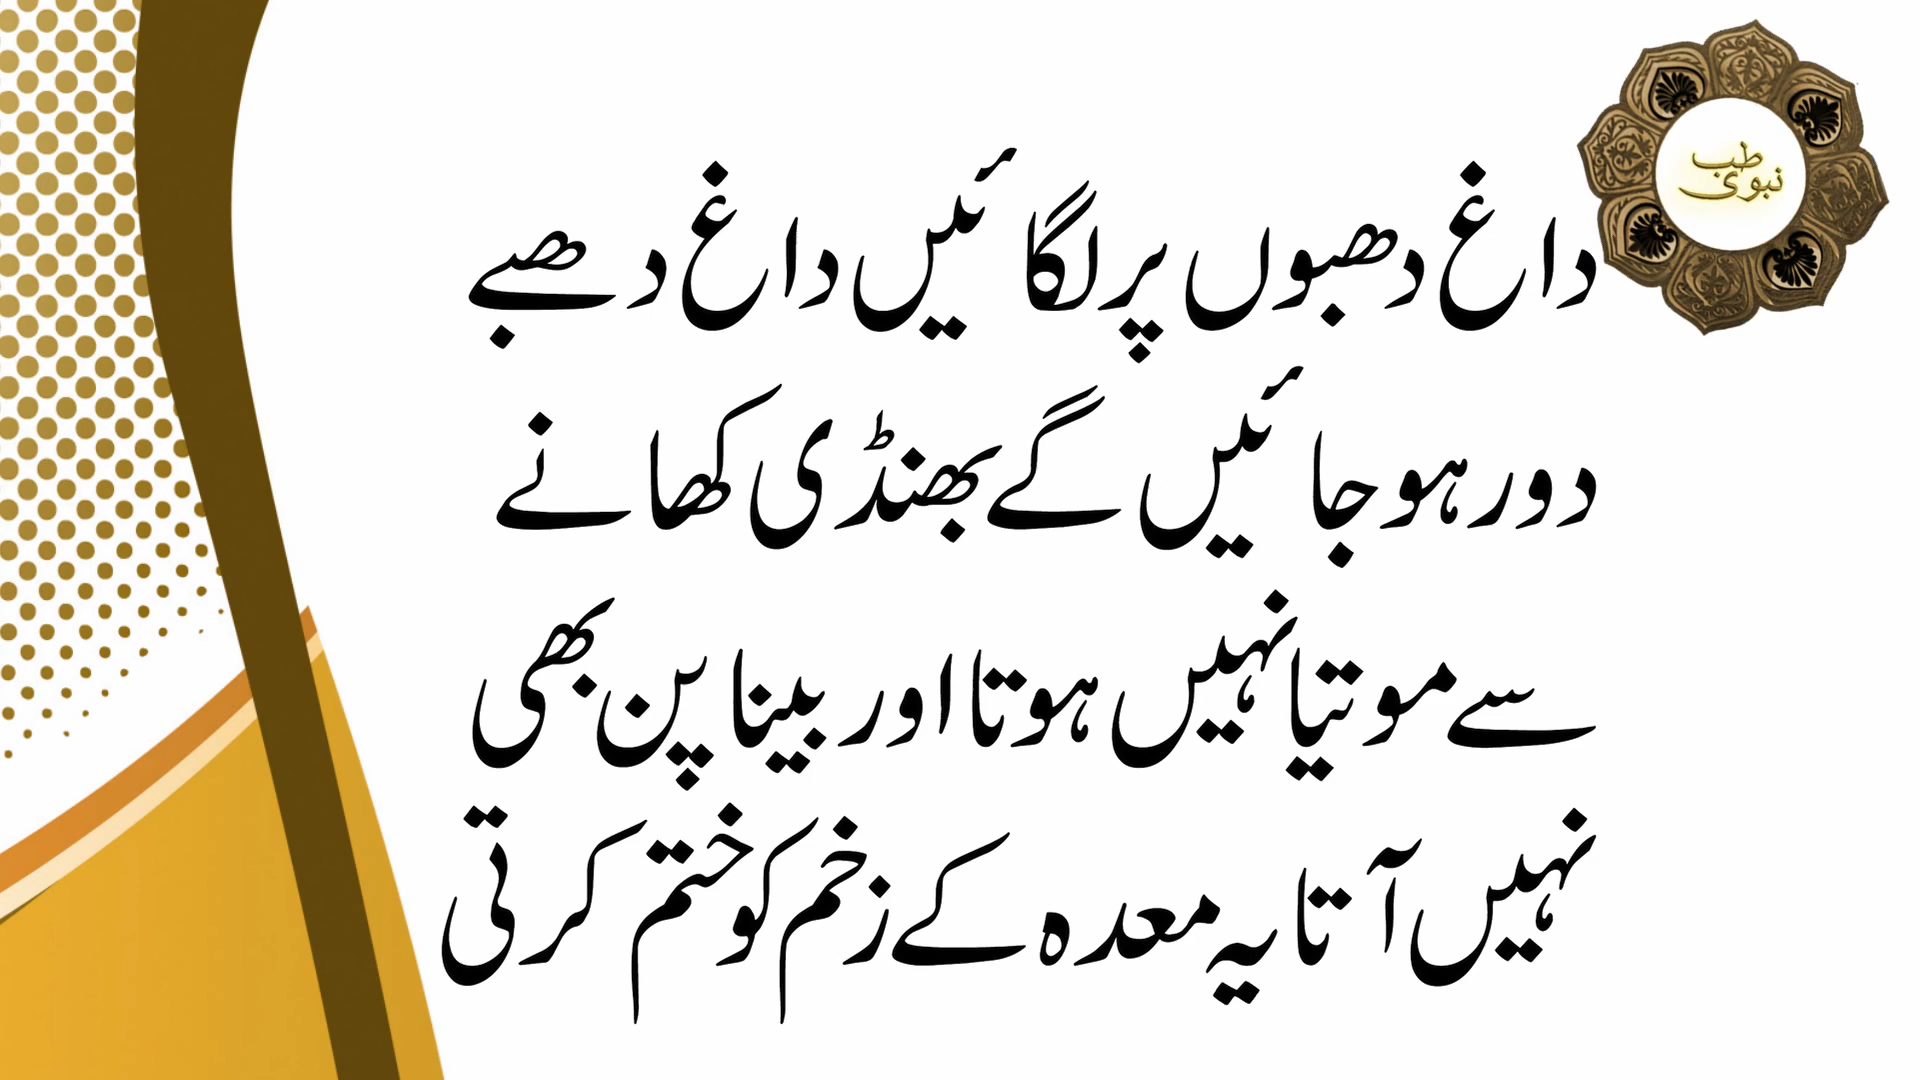 طب
نبوی
داغ دھبوں پر لگائیں داغ دھبے
دور ہو جائیں گے بھنڈی کھانے
سے موتیا نہیں ہوتا اور بینا پن بھی
نہیں آتا یہ معدہ کے زخم کو ختم کرتی